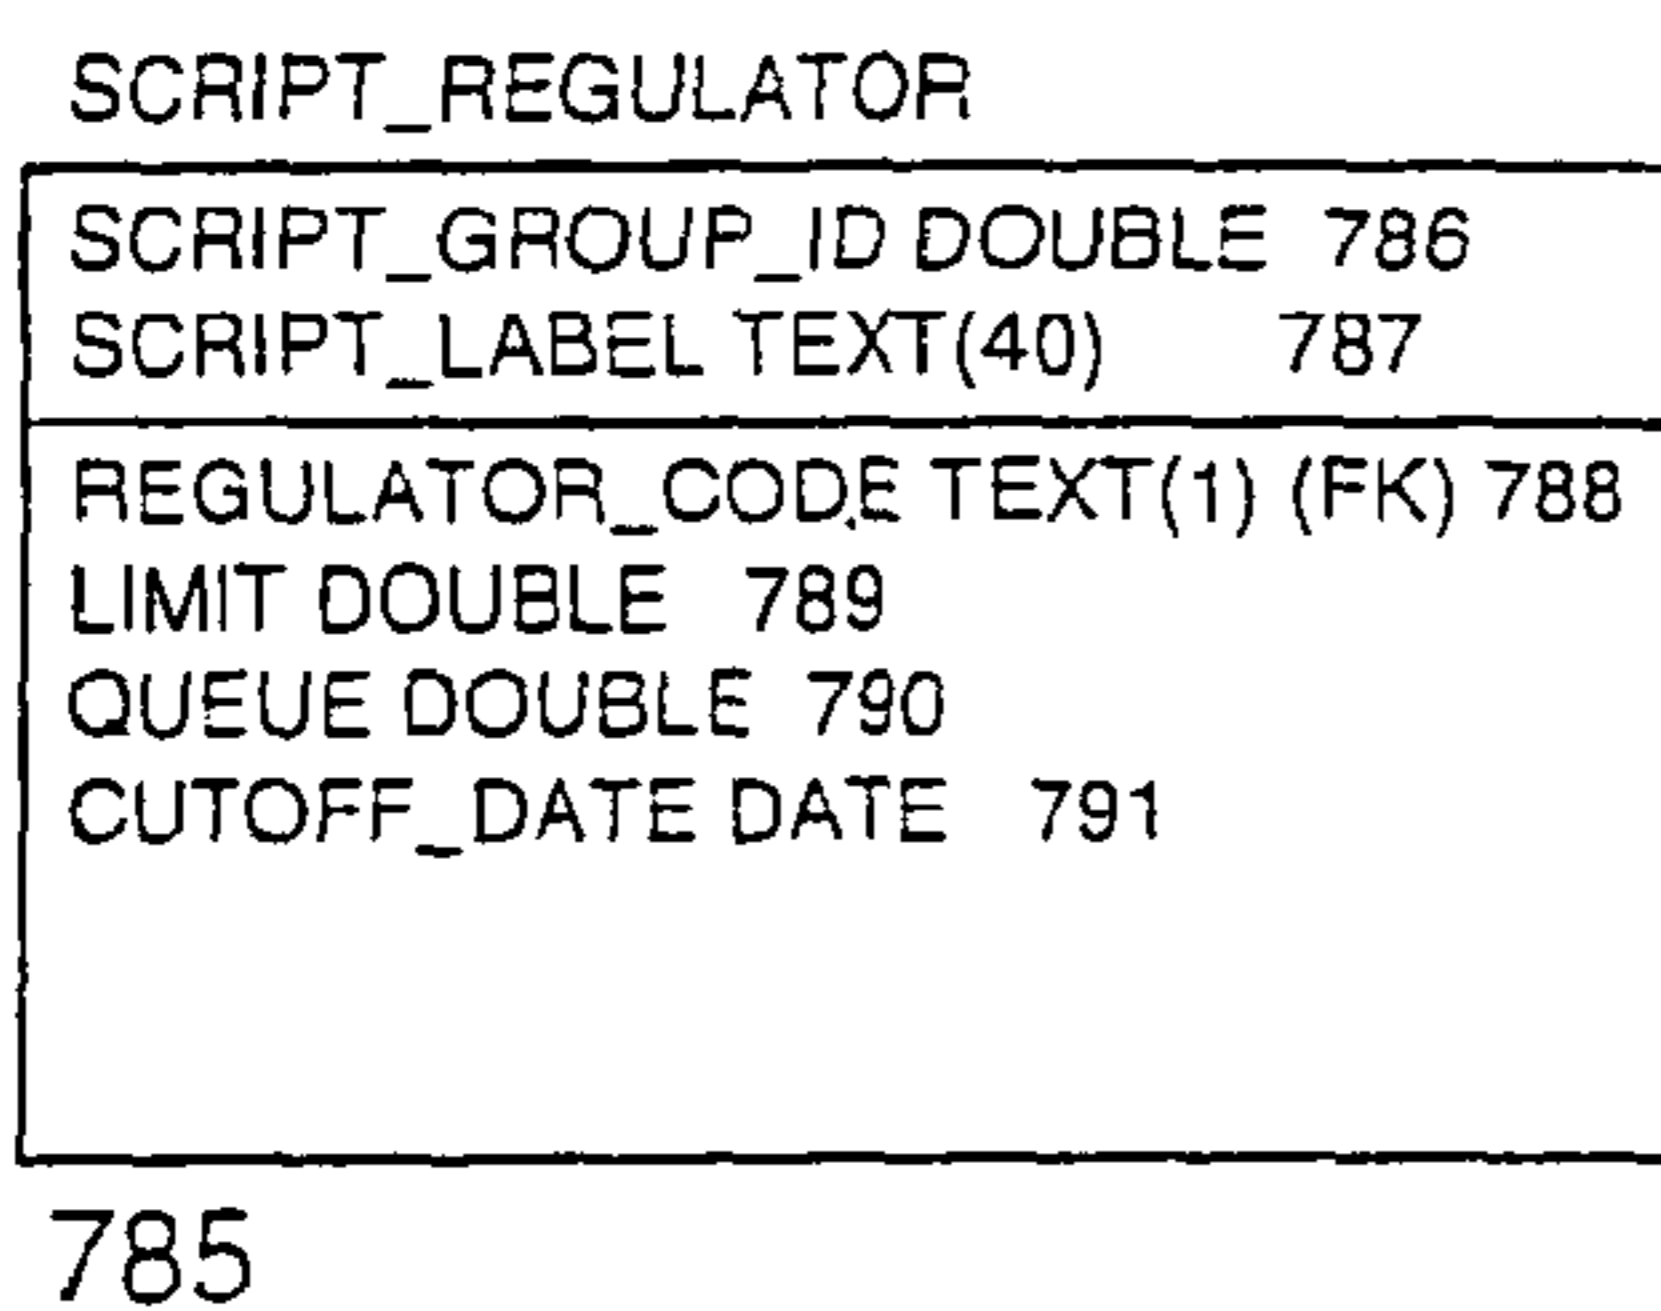 SCRIPT_REGULATOR
SCRIPT_GROUP_ID DOUBLE 786
SCRIPT_LABEL TEXT(40) 787
REGULATOR_CODE TEXT(1) (FK) 788
LIMIT DOUBLE 789
QUEUE DOUBLE 790
CUTOFF_DATE DATE 791
785